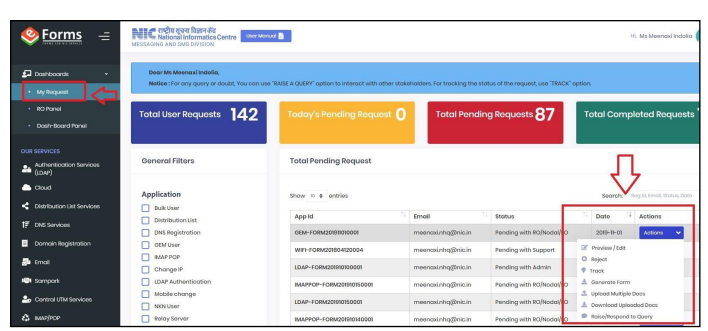 eForms
NIC राष्ट्रीय सूचना विज्ञान केंद्र
National Informatics Centre
MESSAGING AND SMS DIVISION
User Manual
Hi, Ms Meenaxi Indolia
Dashboards
My Request
RO Panel
Dash-Board Panel
OUR SERVICES
Authentication Services
(LDAP)
Cloud
Distribution List Services
DNS Services
Domain Registration
Email
Sampark
Control UTM Services
IMAP/POP
Dear Ms Meenaxi Indolia,
Notice : For any query or doubt, You can use "RAISE A QUERY" option to interact with other stakeholders. For tracking the status of the request, use "TRACK" option.
Total User Requests 142
Today's Pending Request 0
Total Pending Requests 87
Total Completed Requests
General Filters
Application
Bulk User
Distribution List
DNS Registration
GEM User
IMAP POP
Change IP
LDAP Authentication
Mobile change
NKN User
Relay Server
Total Pending Request
Show 10 entries
Search: Reg Id, Email, Status, Date
App Id Email Status Date Actions
GEM-FORM201911010001 meenaxi.nhq@nic.in Pending with RO/Nodal/FO 2019-11-01 Actions
WIFI-FORM201804120004 meenaxi.nhq@nic.in Pending with Support
LDAP-FORM201910100001 meenaxi.nhq@nic.in Pending with Admin
IMAPPOP-FORM201910150001 meenaxi.nhq@nic.in Pending with RO/Nodal/FO
LDAP-FORM201910150001 meenaxi.nhq@nic.in Pending with RO/Nodal/FO
IMAPPOP-FORM201910140001 meenaxi.nhq@nic.in Pending with RO/Nodal/FO
Preview / Edit
Reject
Track
Generate Form
Upload Multiple Docs
Download Uploaded Docs
Raise/Respond to Query